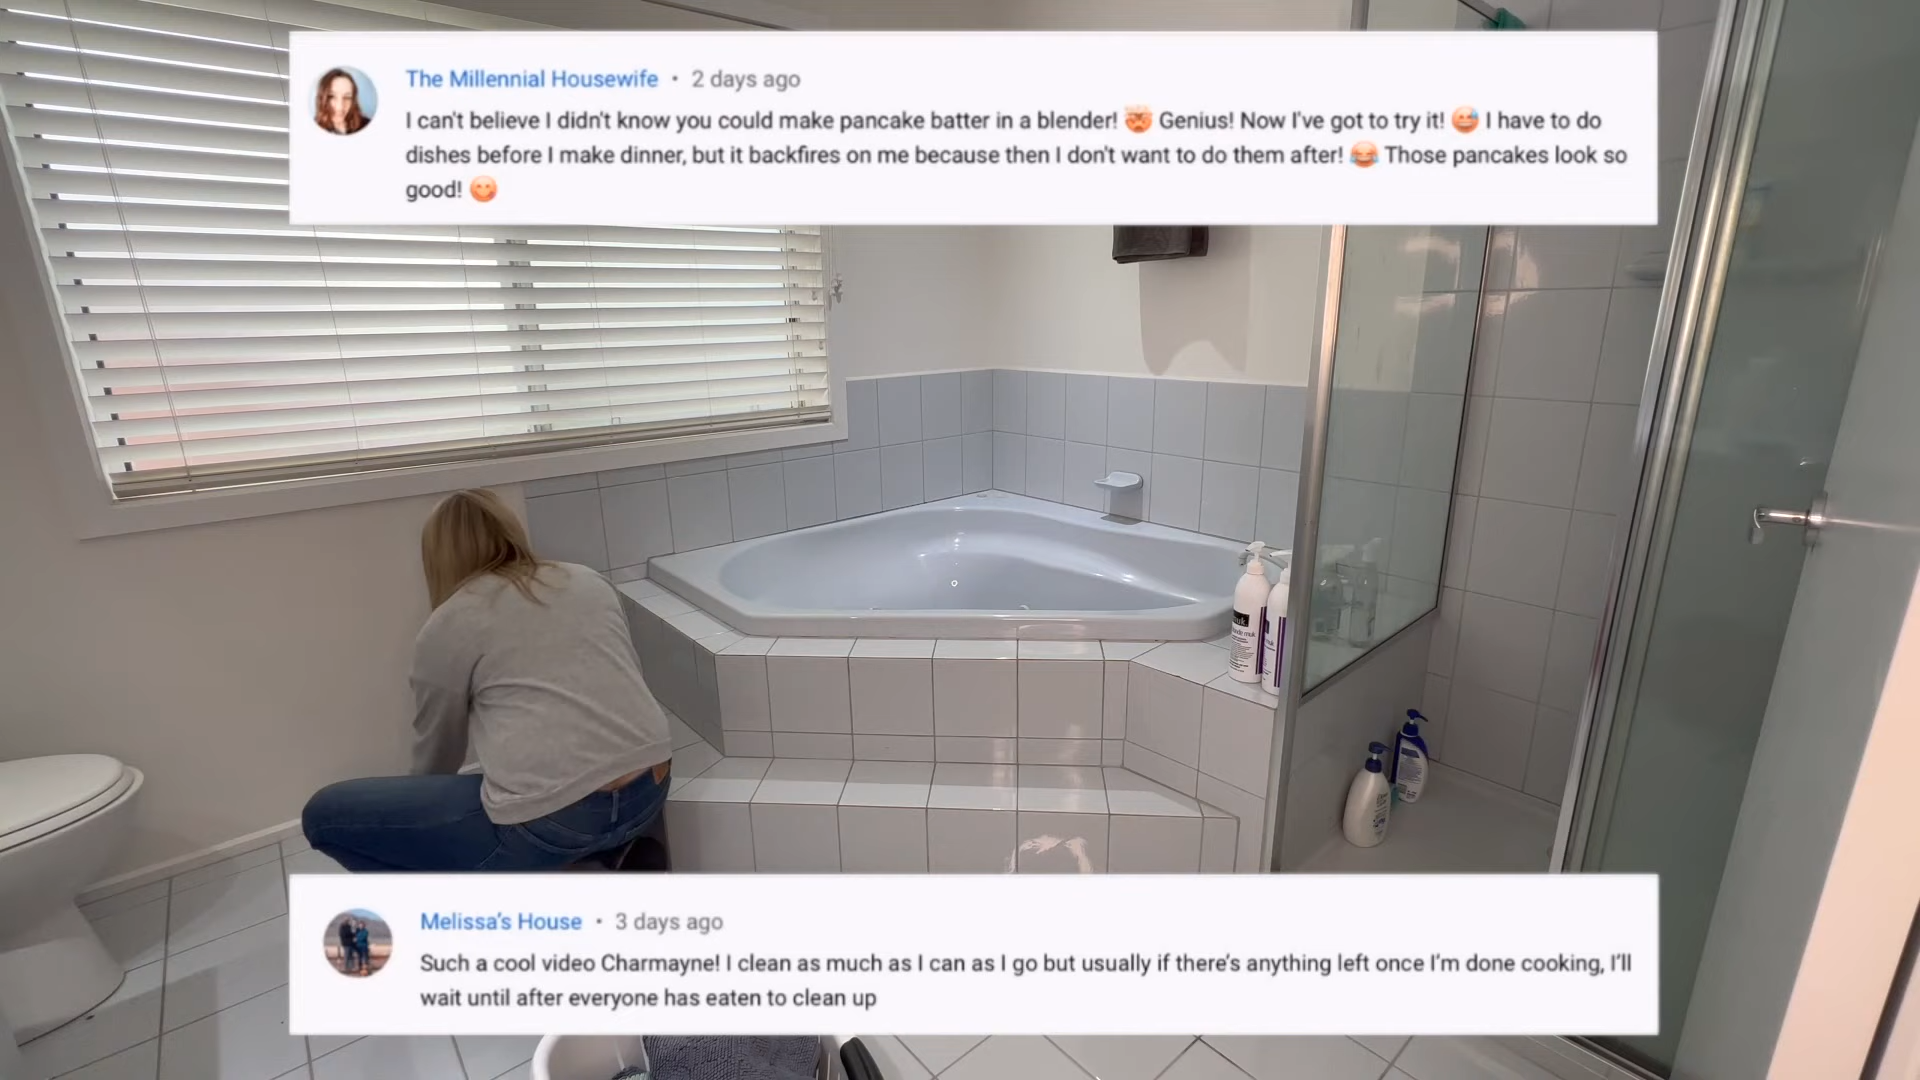 The Millennial Housewife • 2 days ago
I can't believe I didn't know you could make pancake batter in a blender! 🤯 Genius! Now I've got to try it! 😅 I have to do
dishes before I make dinner, but it backfires on me because then I don't want to do them after! 😂 Those pancakes look so
good! 😋
muk
Melissa's House • 3 days ago
Such a cool video Charmayne! I clean as much as I can as I go but usually if there's anything left once I'm done cooking, I'll
wait until after everyone has eaten to clean up